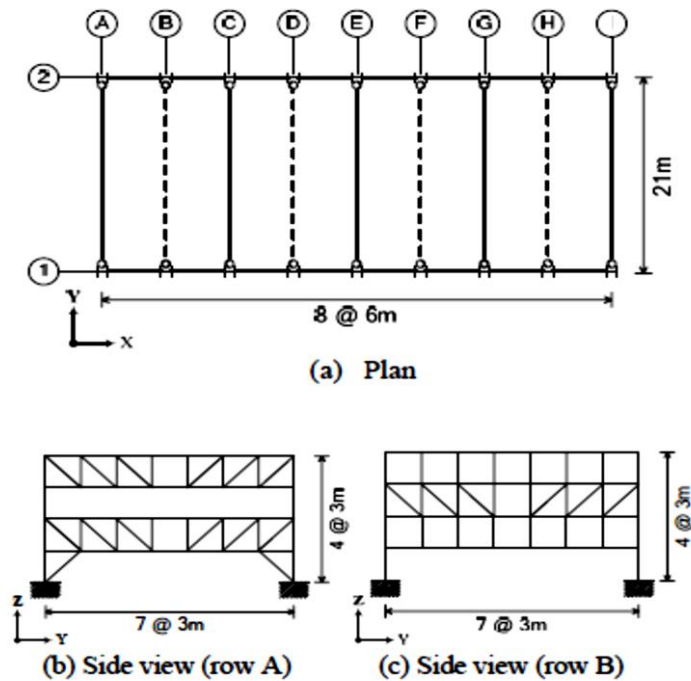 A B C D E F G H I
2
21m
1
8 @ 6m
Y
X
(a) Plan
4 @ 3m
4 @ 3m
Z
Y
7 @ 3m
Z
Y
7 @ 3m
(b) Side view (row A)
(c) Side view (row B)